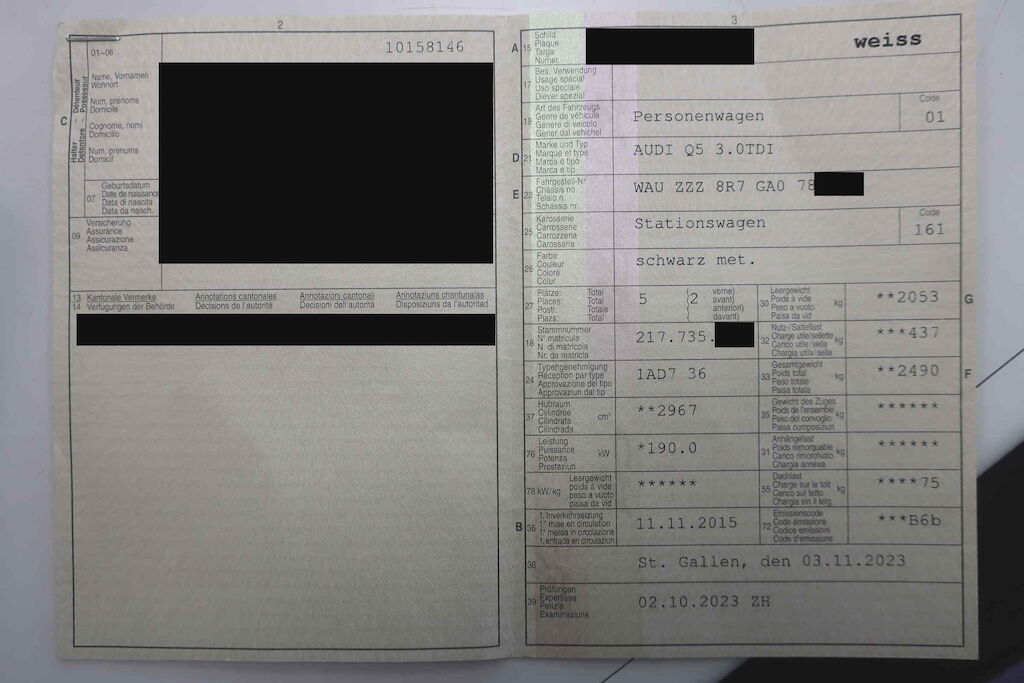 2
10158146
01-06
Name, Vornamen
Wohnort
Nom, prénoms
Domicile
Cognome, nomi
Domicilio
Num, prenums
Domicil
C
Halter - Détenteur
Detentore - Possessur
07
Geburtsdatum
Date de naissance
Data di nascita
Data da nasch.
09
Versicherung
Assurance
Assicurazione
Assicuranza
13 Kantonale Vermerke
14 Verfügungen der Behörde
Annotations cantonales
Décisions de l'autorité
Annotazioni cantonali
Decisioni dell'autorità
Annotaziuns chantunalas
Disposiziuns da l'autoritad
3
A 15
Schild
Plaque
Targa
Numer
weiss
17
Bes. Verwendung
Usage spécial
Uso speciale
Diever spezial
19
Art des Fahrzeugs
Genre de véhicule
Genere di veicolo
Gener dal vehichel
Personenwagen
Code
01
D 21
Marke und Typ
Marque et type
Marca e tipo
Marca e tip
AUDI Q5 3.0TDI
E 23
Fahrgestell-Nr.
Châssis no.
Telaio n.
Schassis nr.
WAU ZZZ 8R7 GA0 78
25
Karosserie
Carrosserie
Carrozzeria
Carossaria
Stationswagen
Code
161
26
Farbe
Couleur
Colore
Colur
schwarz met.
27
Plätze: Total
Places: Total
Posti: Totale
Plazs: Total
5 (2
vorne)
avant)
anteriori)
davant)
30
Leergewicht
Poids à vide
Peso a vuoto
Paisa da vid
kg
**2053
G
18
Stammnummer
N° matricule
N. di matricola
Nr. da matricla
217.735.
32
Nutz-/Sattellast
Charge utile/sellette
Carico utile/sella
Chargia utila/sella
kg
***437
24
Typengenehmigung
Réception par type
Approvazione del tipo
Approvaziun dal tip
1AD7 36
33
Gesamtgewicht
Poids total
Peso totale
Paisa totala
kg
**2490
F
37
Hubraum
Cylindrée
Cilindrata
Cilindrada
cm³
**2967
35
Gewicht des Zuges
Poids de l'ensemble
Peso del convoglio
Paisa cumposiziun
kg
******
76
Leistung
Puissance
Potenza
Prestaziun
kW
*190.0
31
Anhängelast
Poids remorquable
Carico rimorchiato
Chargia annexa
kg
******
78 kW/kg
Leergewicht
poids à vide
peso a vuoto
paisa da vid
******
55
Dachlast
Charge sur le toit
Carico sul tetto
Chargia sin il tetg
kg
****75
B 36
1. Inverkehrsetzung
1re mise en circulation
1a messa in circolazione
1. entrada en circulaziun
11.11.2015
72
Emissionscode
Code émissions
Codice emissioni
Code d'emissiuns
***B6b
38
St. Gallen, den 03.11.2023
39
Prüfungen
Expertises
Perizie
Examinaziuns
02.10.2023 ZH